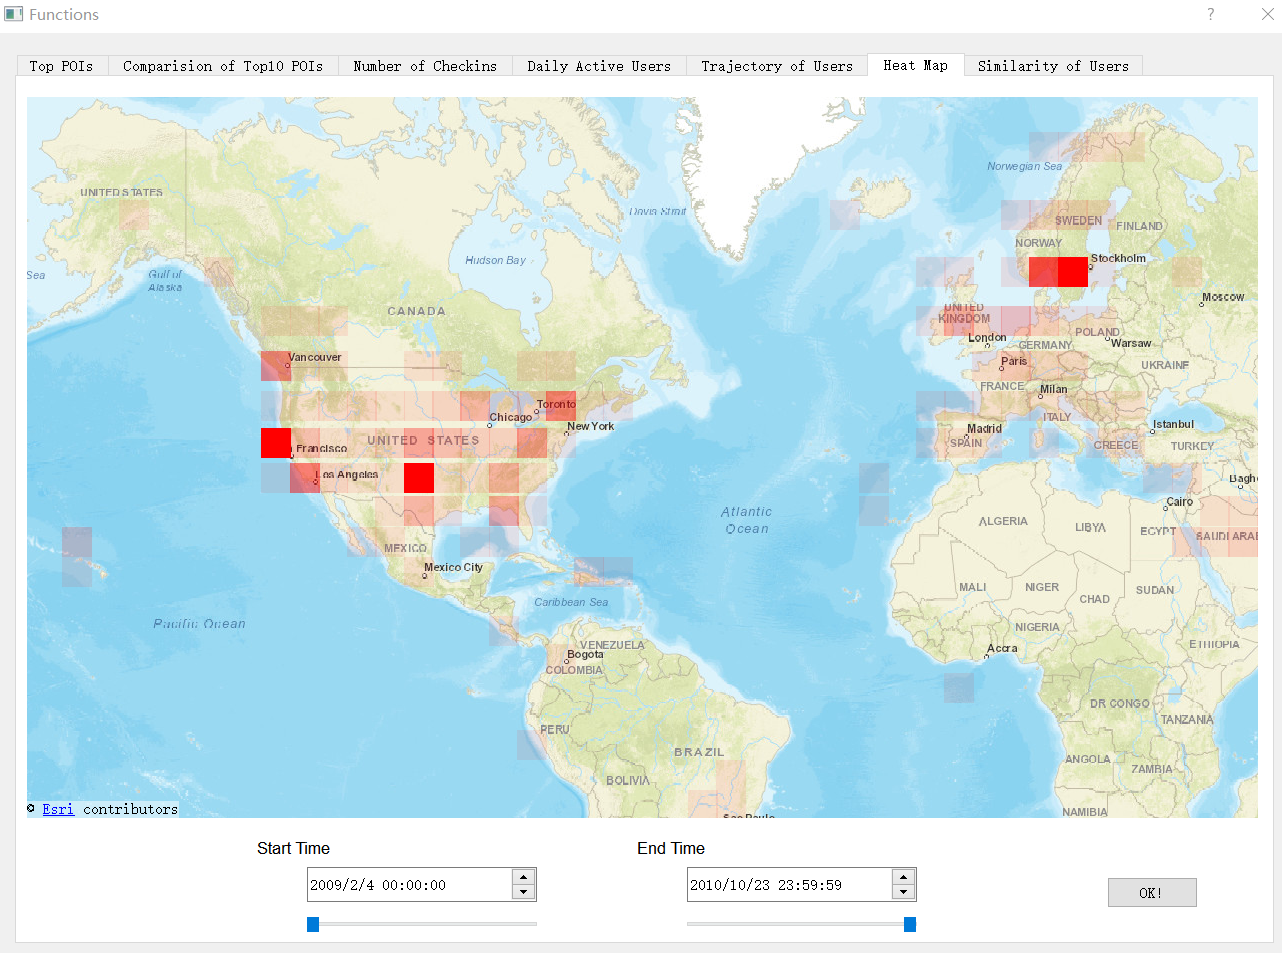 Functions
?
Top POIs
Comparision of Top10 POIs
Number of Checkins
Daily Active Users
Trajectory of Users
Heat Map
Similarity of Users
Norwegian Sea
UNITED STATES
Davis Strait
SWEDEN
FINLAND
NORWAY
Hudson Bay
Stockholm
Sea
Gulf of
Alaska
Moscow
CANADA
UNITED
KINGDOM
POLAND
London
Warsaw
GERMANY
Vancouver
Paris
UKRAINE
FRANCE
Milan
Toronto
Chicago
ITALY
New York
Istanbul
Madrid
UNITED STATES
SPAIN
GREECE
TURKEY
Francisco
Los Angeles
Bagh
Cairo
Atlantic
Ocean
ALGERIA
LIBYA
EGYPT
SAUDI ARA
MEXICO
Mexico City
MALI
NIGER
SUDAN
CHAD
Caribbean Sea
Pacific Ocean
NIGERIA
VENEZUELA
ETHIOPIA
Bogota
Accra
COLOMBIA
DR CONGO
TANZANIA
PERU
BRAZIL
ANGOLA
ZAMBIA
BOLIVIA
NAMIBIA
Sao Paulo
© Esri contributors
Start Time
End Time
2009/2/4 00:00:00
2010/10/23 23:59:59
OK!